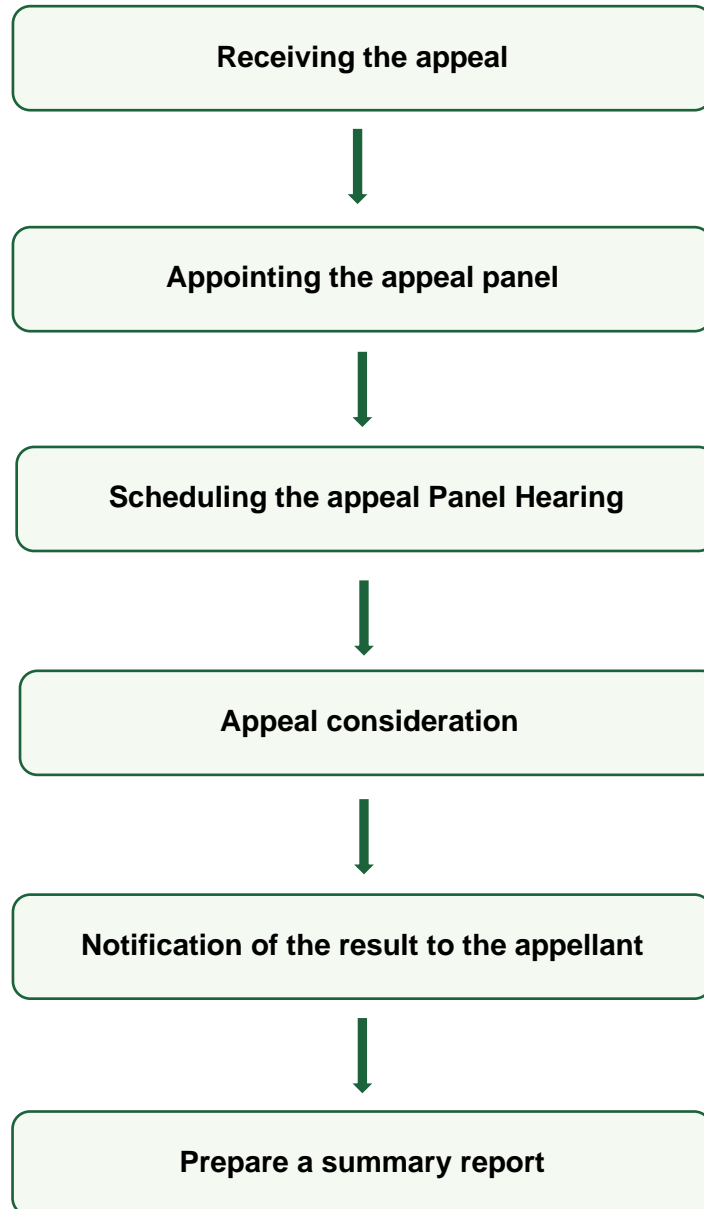 Receiving the appeal
Appointing the appeal panel
Scheduling the appeal Panel Hearing
Appeal consideration
Notification of the result to the appellant
Prepare a summary report